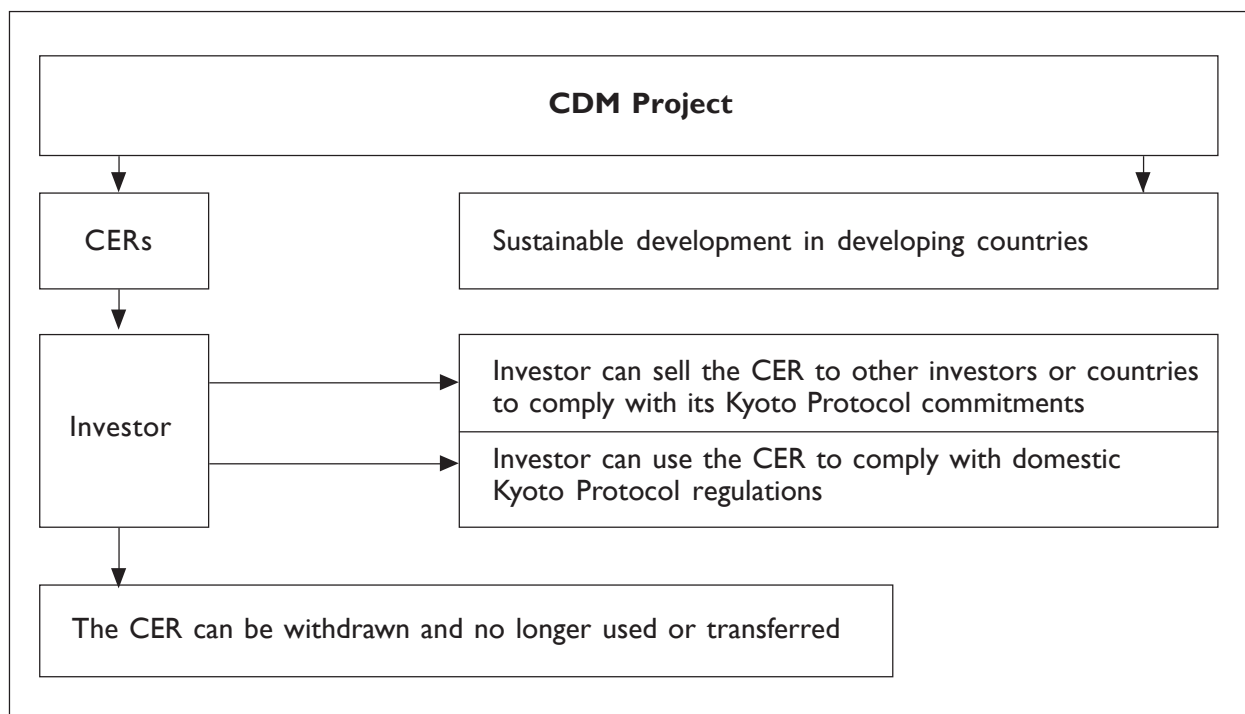 CDM Project
CERs
Sustainable development in developing countries
Investor
Investor can sell the CER to other investors or countries
to comply with its Kyoto Protocol commitments
Investor can use the CER to comply with domestic
Kyoto Protocol regulations
The CER can be withdrawn and no longer used or transferred